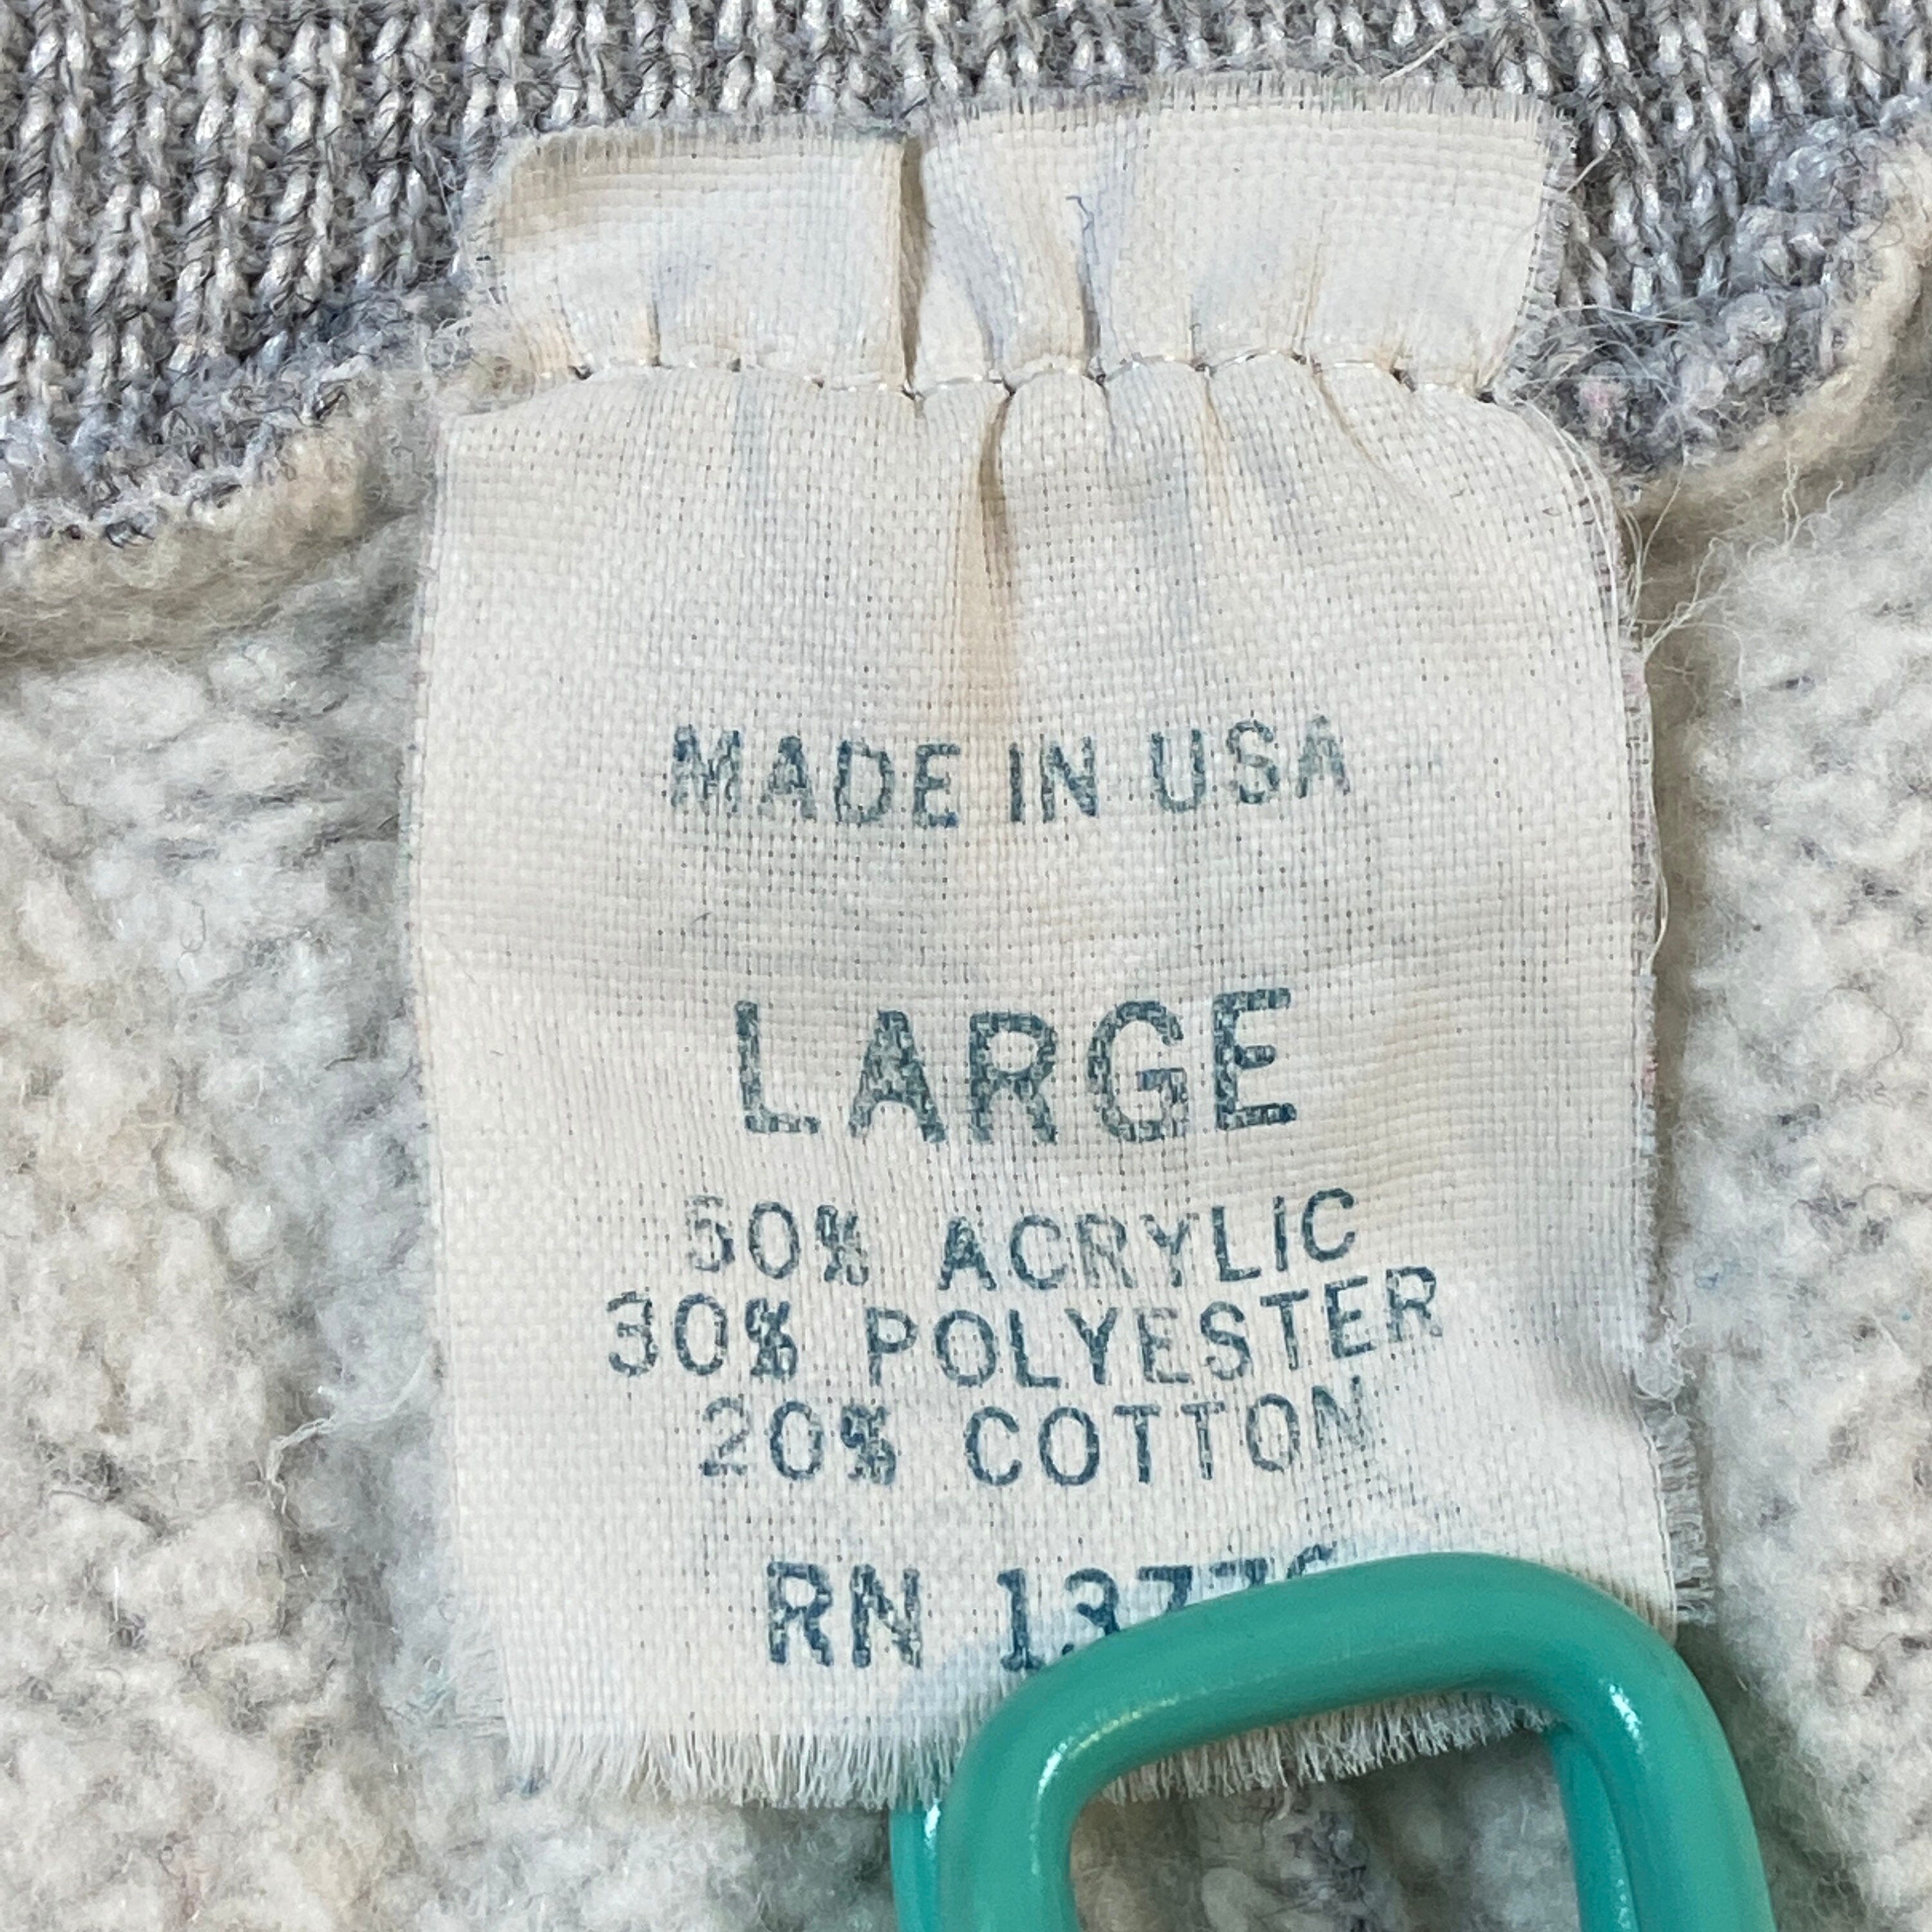 MADE IN USA
LARGE
50% ACRYLIC
30% POLYESTER
20% COTTON
RN